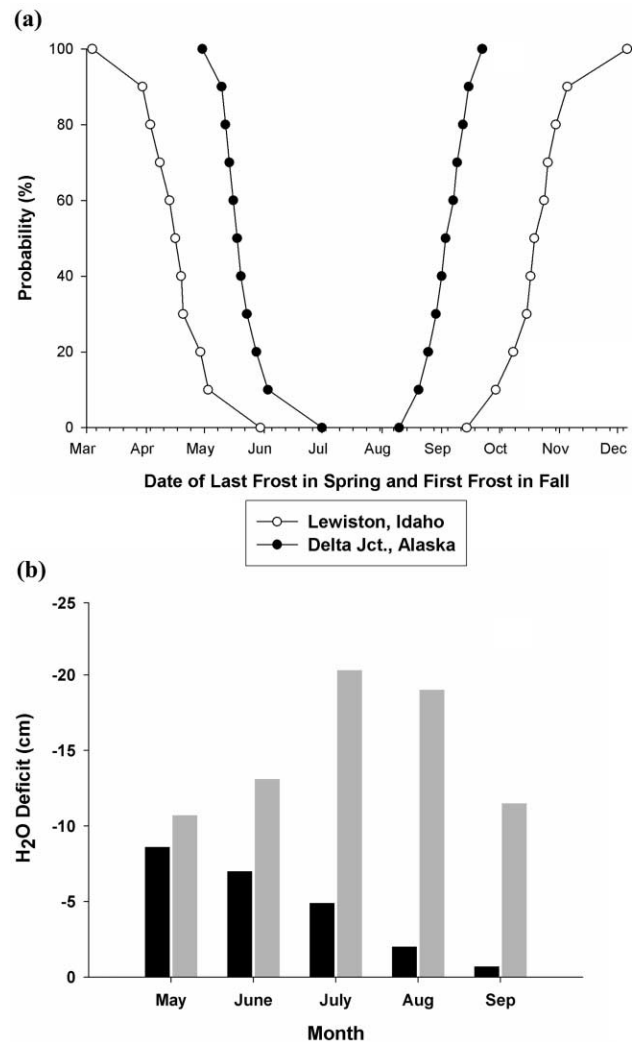 (a)
100
80
60
40
20
0
Probability (%)
Mar Apr May Jun Jul Aug Sep Oct Nov Dec
Date of Last Frost in Spring and First Frost in Fall
Lewiston, Idaho
Delta Jct., Alaska
(b)
-25
-20
-15
-10
-5
0
H₂O Deficit (cm)
May June July Aug Sep
Month